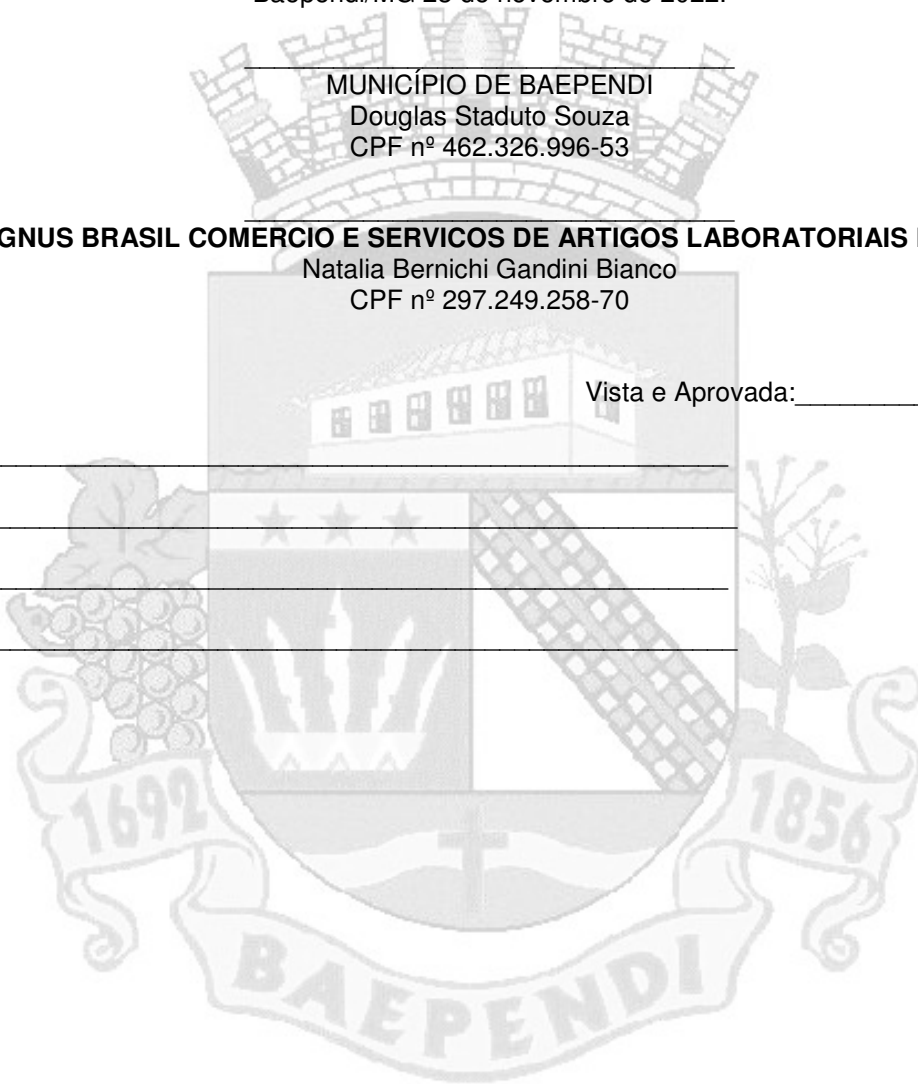 MUNICÍPIO DE BAEPENDI
Douglas Staduto Souza
CPF nº 462.326.996-53
GNUS BRASIL COMERCIO E SERVICOS DE ARTIGOS LABORATORIAIS
Natalia Bernichi Gandini Bianco
CPF nº 297.249.258-70
Vista e Aprovada:__________
1692
1856
BAEPENDI